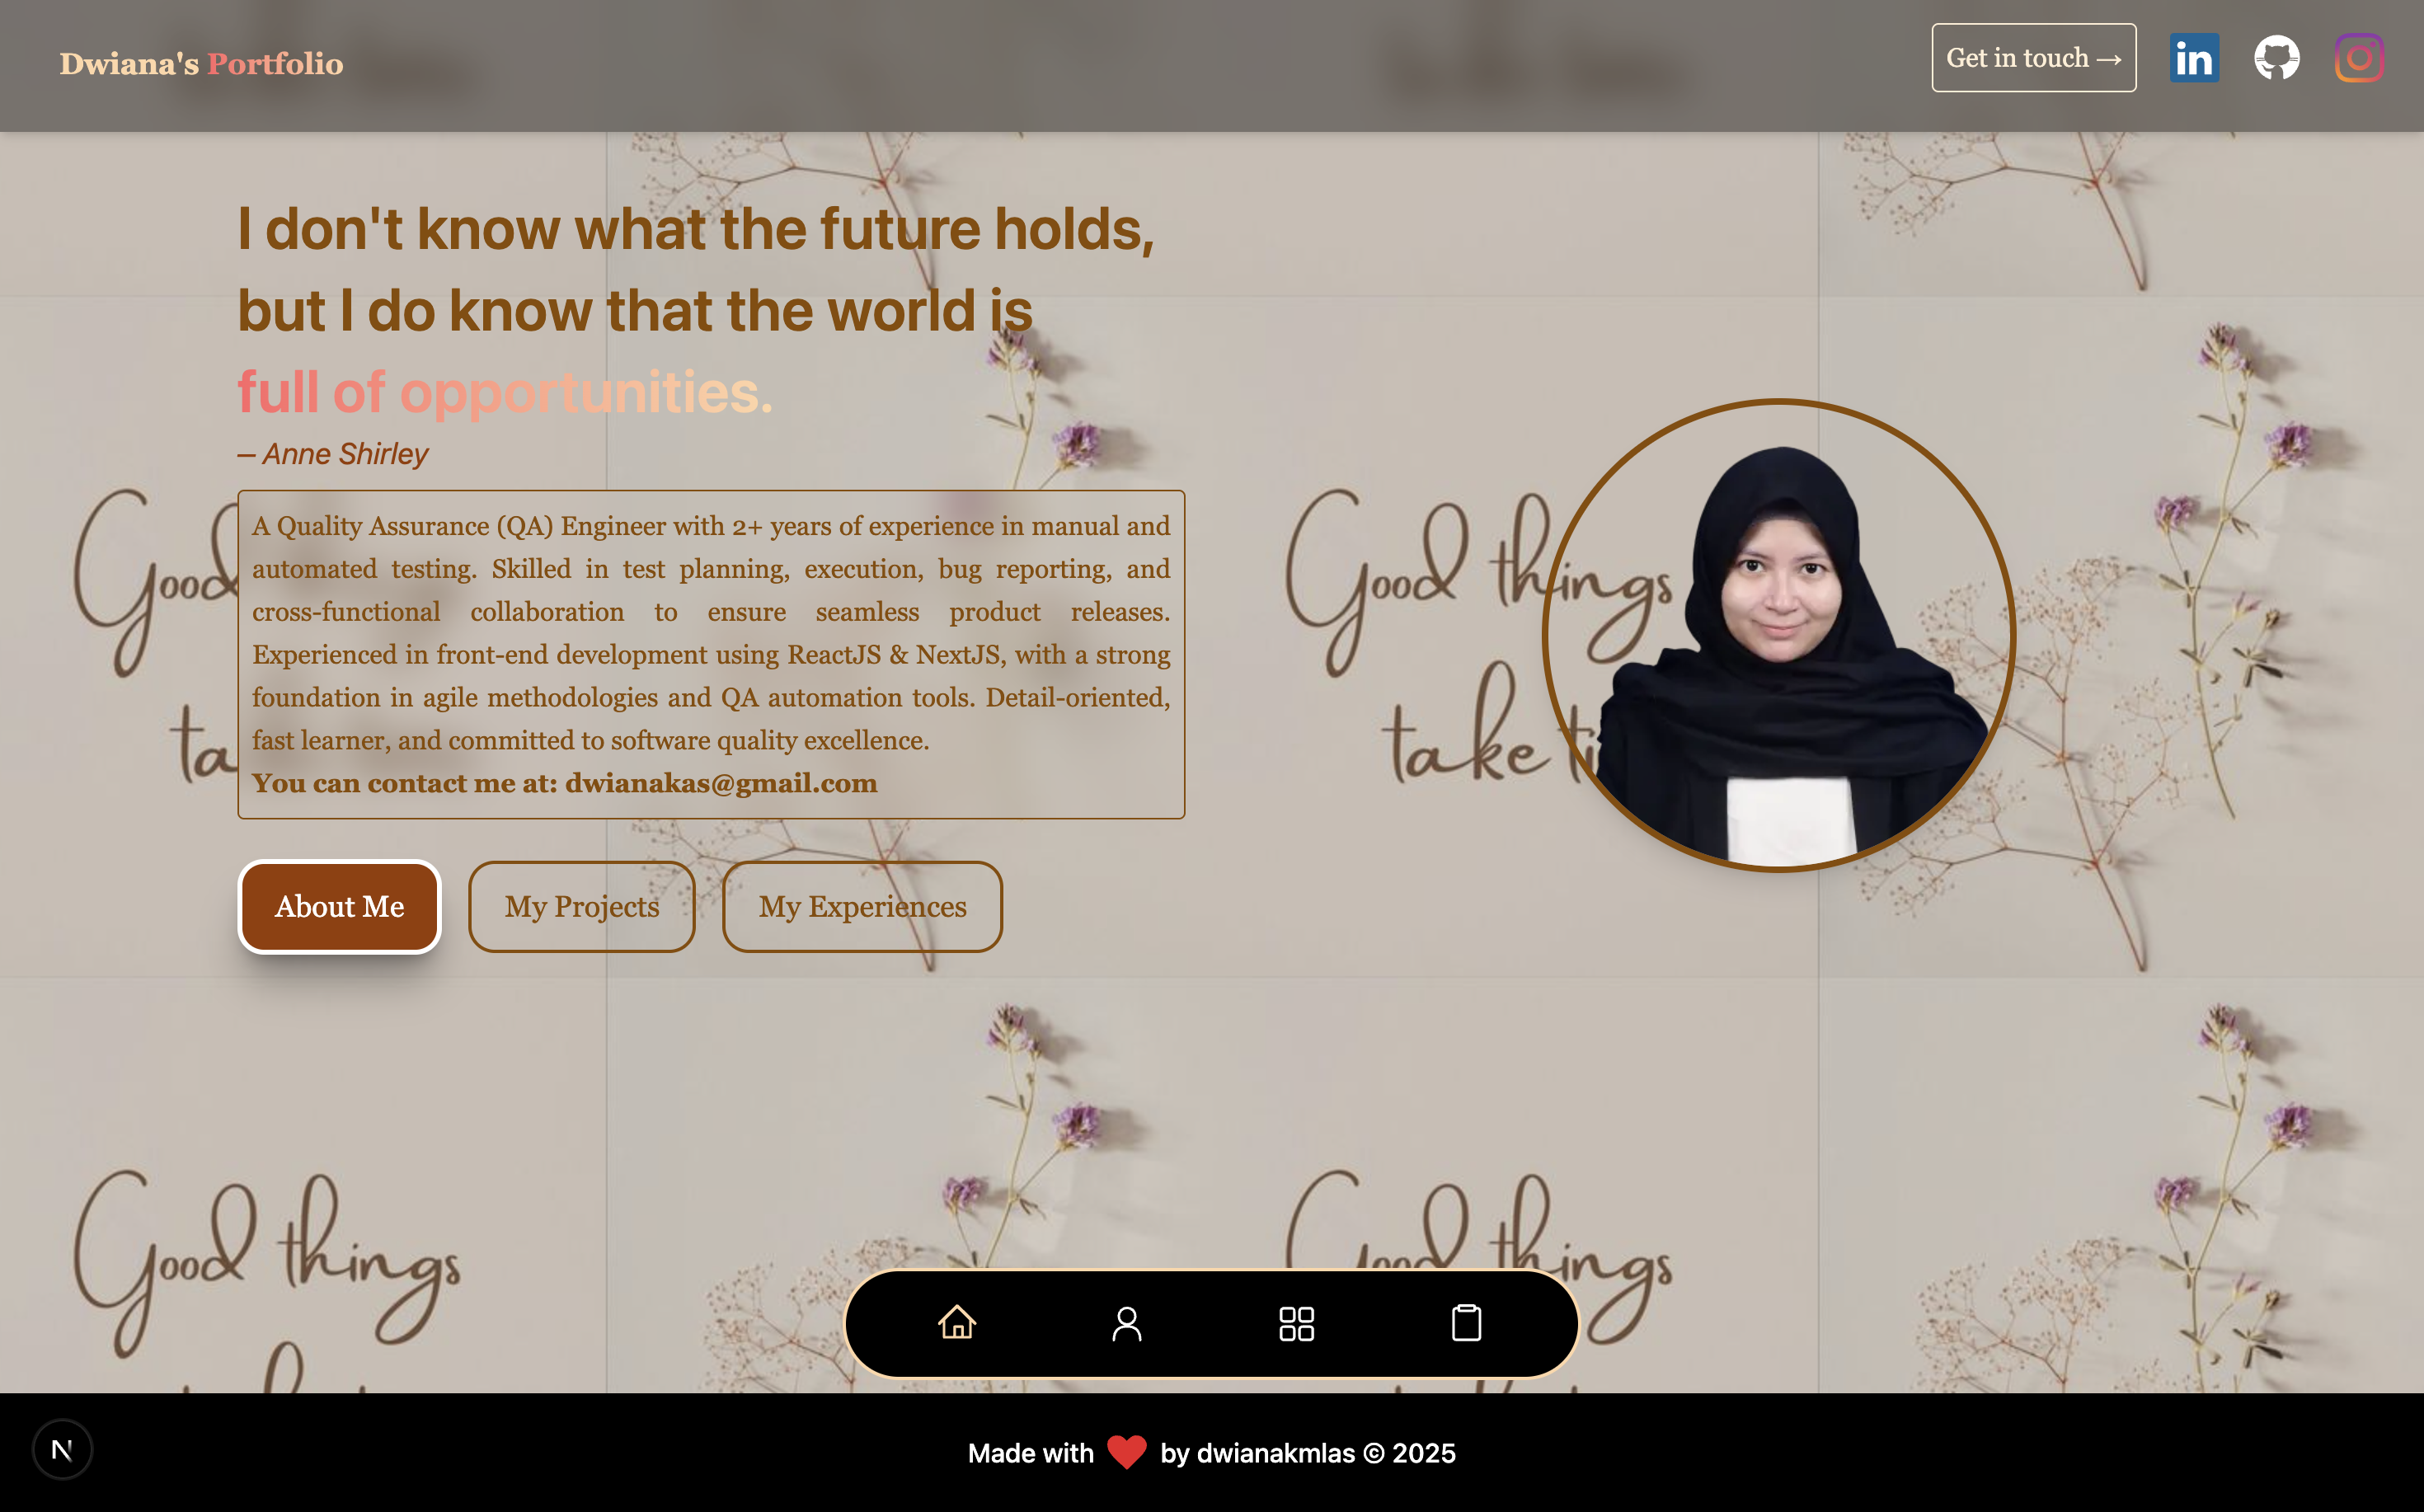 Dwiana's Portfolio
Get in touch →
in
I don't know what the future holds,
but I do know that the world is
full of opportunities.
— Anne Shirley
A Quality Assurance (QA) Engineer with 2+ years of experience in manual and
automated testing. Skilled in test planning, execution, bug reporting, and
cross-functional collaboration to ensure seamless product releases.
Experienced in front-end development using ReactJS & NextJS, with a strong
foundation in agile methodologies and QA automation tools. Detail-oriented,
fast learner, and committed to software quality excellence.
You can contact me at: dwianakas@gmail.com
Good
ta
Good things
take ti
About Me
My Projects
My Experiences
Good things
Good things
N
Made with ❤ by dwianakmlas © 2025